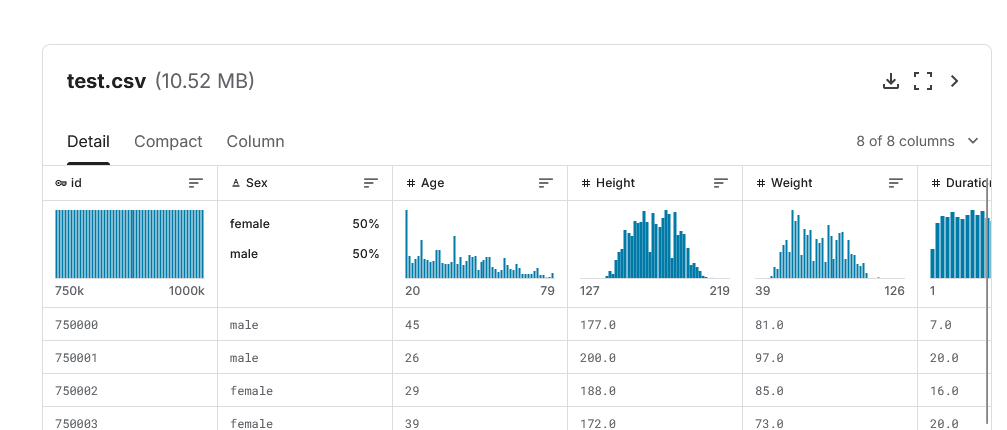 test.csv (10.52 MB)
Detail Compact Column 8 of 8 columns
id Sex # Age # Height # Weight # Duration
female 50%
male 50%
750k 1000k 20 79 127 219 39 126 1
750000 male 45 177.0 81.0 7.0
750001 male 26 200.0 97.0 20.0
750002 female 29 188.0 85.0 16.0
750003 female 39 172.0 73.0 20.0